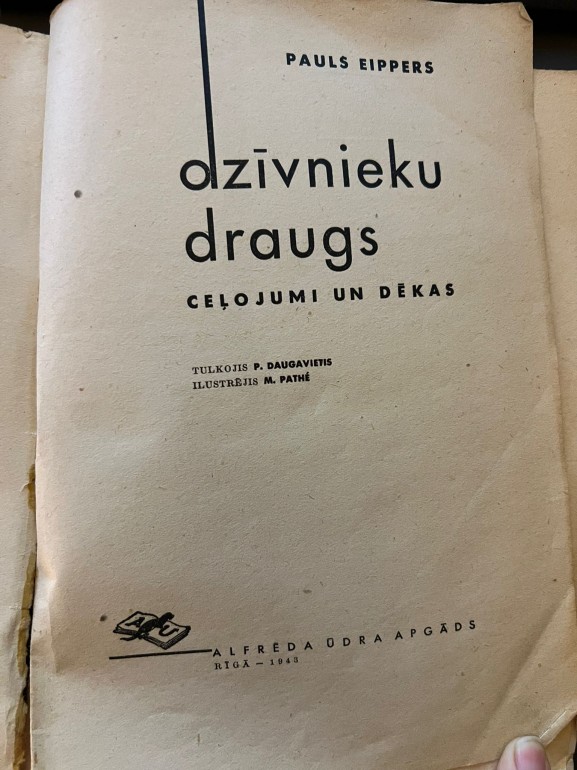 PAULS EIPPERS
dzīvnieku
draugs
CEĻOJUMI UN DĒKAS
TULKOJIS P. DAUGAVIETIS
ILUSTRĒJIS M. PATHÉ
A U
ALFRĒDA ŪDRA APGĀDS
RĪGĀ — 1943